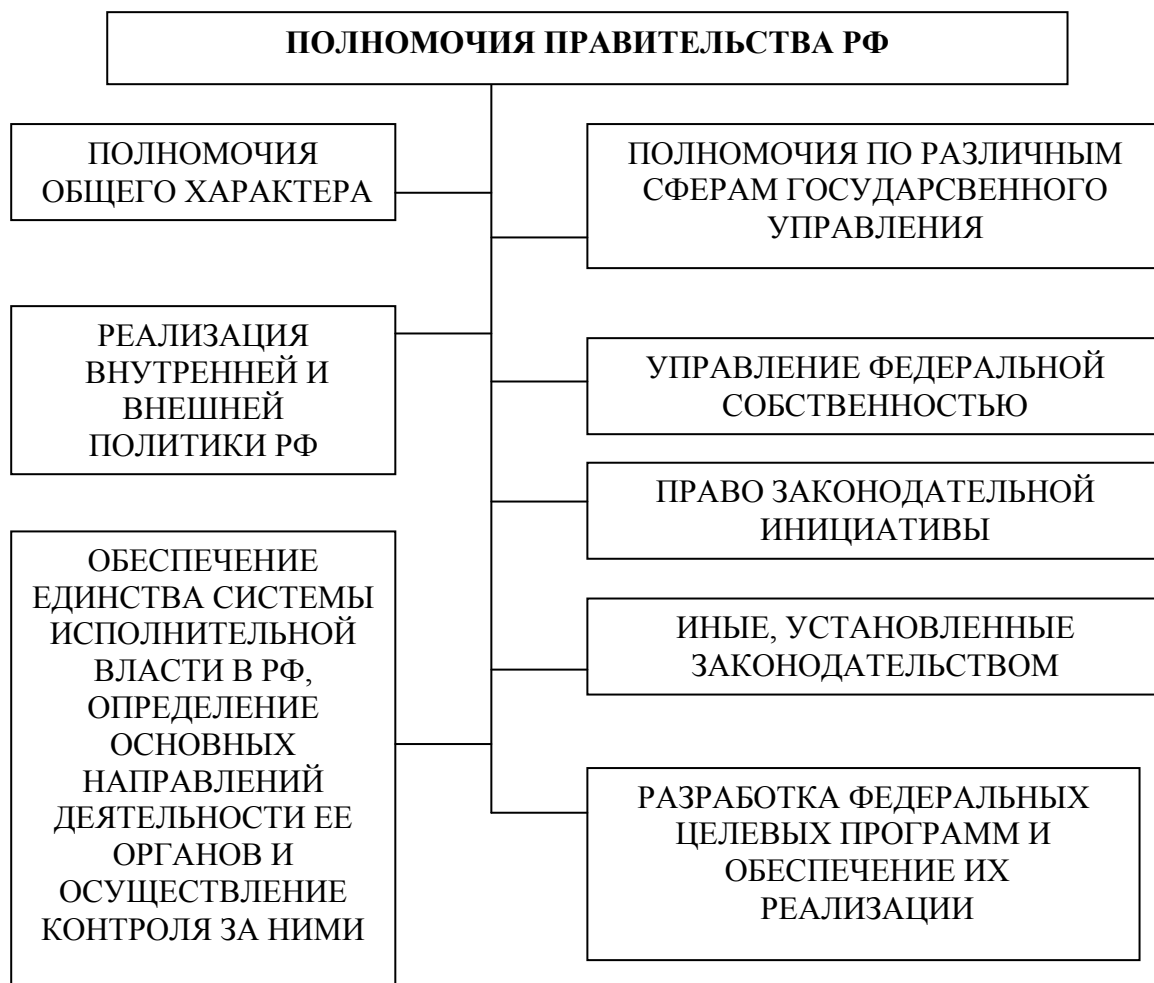 ПОЛНОМОЧИЯ ПРАВИТЕЛЬСТВА РФ
ПОЛНОМОЧИЯ
ОБЩЕГО ХАРАКТЕРА
РЕАЛИЗАЦИЯ
ВНУТРЕННЕЙ И
ВНЕШНЕЙ
ПОЛИТИКИ РФ
ОБЕСПЕЧЕНИЕ
ЕДИНСТВА СИСТЕМЫ
ИСПОЛНИТЕЛЬНОЙ
ВЛАСТИ В РФ,
ОПРЕДЕЛЕНИЕ
ОСНОВНЫХ
НАПРАВЛЕНИЙ
ДЕЯТЕЛЬНОСТИ ЕЕ
ОРГАНОВ И
ОСУЩЕСТВЛЕНИЕ
КОНТРОЛЯ ЗА НИМИ
ПОЛНОМОЧИЯ ПО РАЗЛИЧНЫМ
СФЕРАМ ГОСУДАРСВЕННОГО
УПРАВЛЕНИЯ
УПРАВЛЕНИЕ ФЕДЕРАЛЬНОЙ
СОБСТВЕННОСТЬЮ
ПРАВО ЗАКОНОДАТЕЛЬНОЙ
ИНИЦИАТИВЫ
ИНЫЕ, УСТАНОВЛЕННЫЕ
ЗАКОНОДАТЕЛЬСТВОМ
РАЗРАБОТКА ФЕДЕРАЛЬНЫХ
ЦЕЛЕВЫХ ПРОГРАММ И
ОБЕСПЕЧЕНИЕ ИХ
РЕАЛИЗАЦИИ